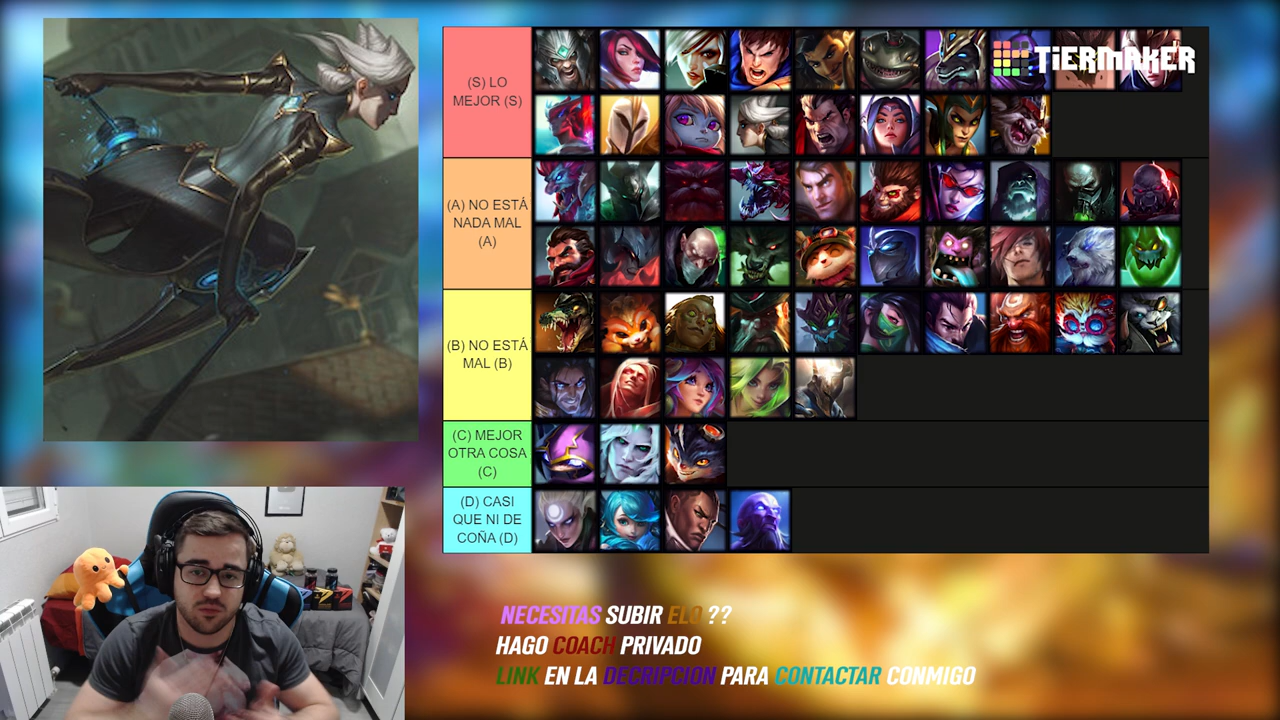 (S) LO
MEJOR (S)
TiERMAKER
(A) NO ESTÁ
NADA MAL
(A)
(B) NO ESTÁ
MAL (B)
(C) MEJOR
OTRA COSA
(C)
(D) CASI
QUE NI DE
COÑA (D)
NECESITAS SUBIR ELO ??
HAGO COACH PRIVADO
LINK EN LA DECRIPCION PARA CONTACTAR CONMIGO